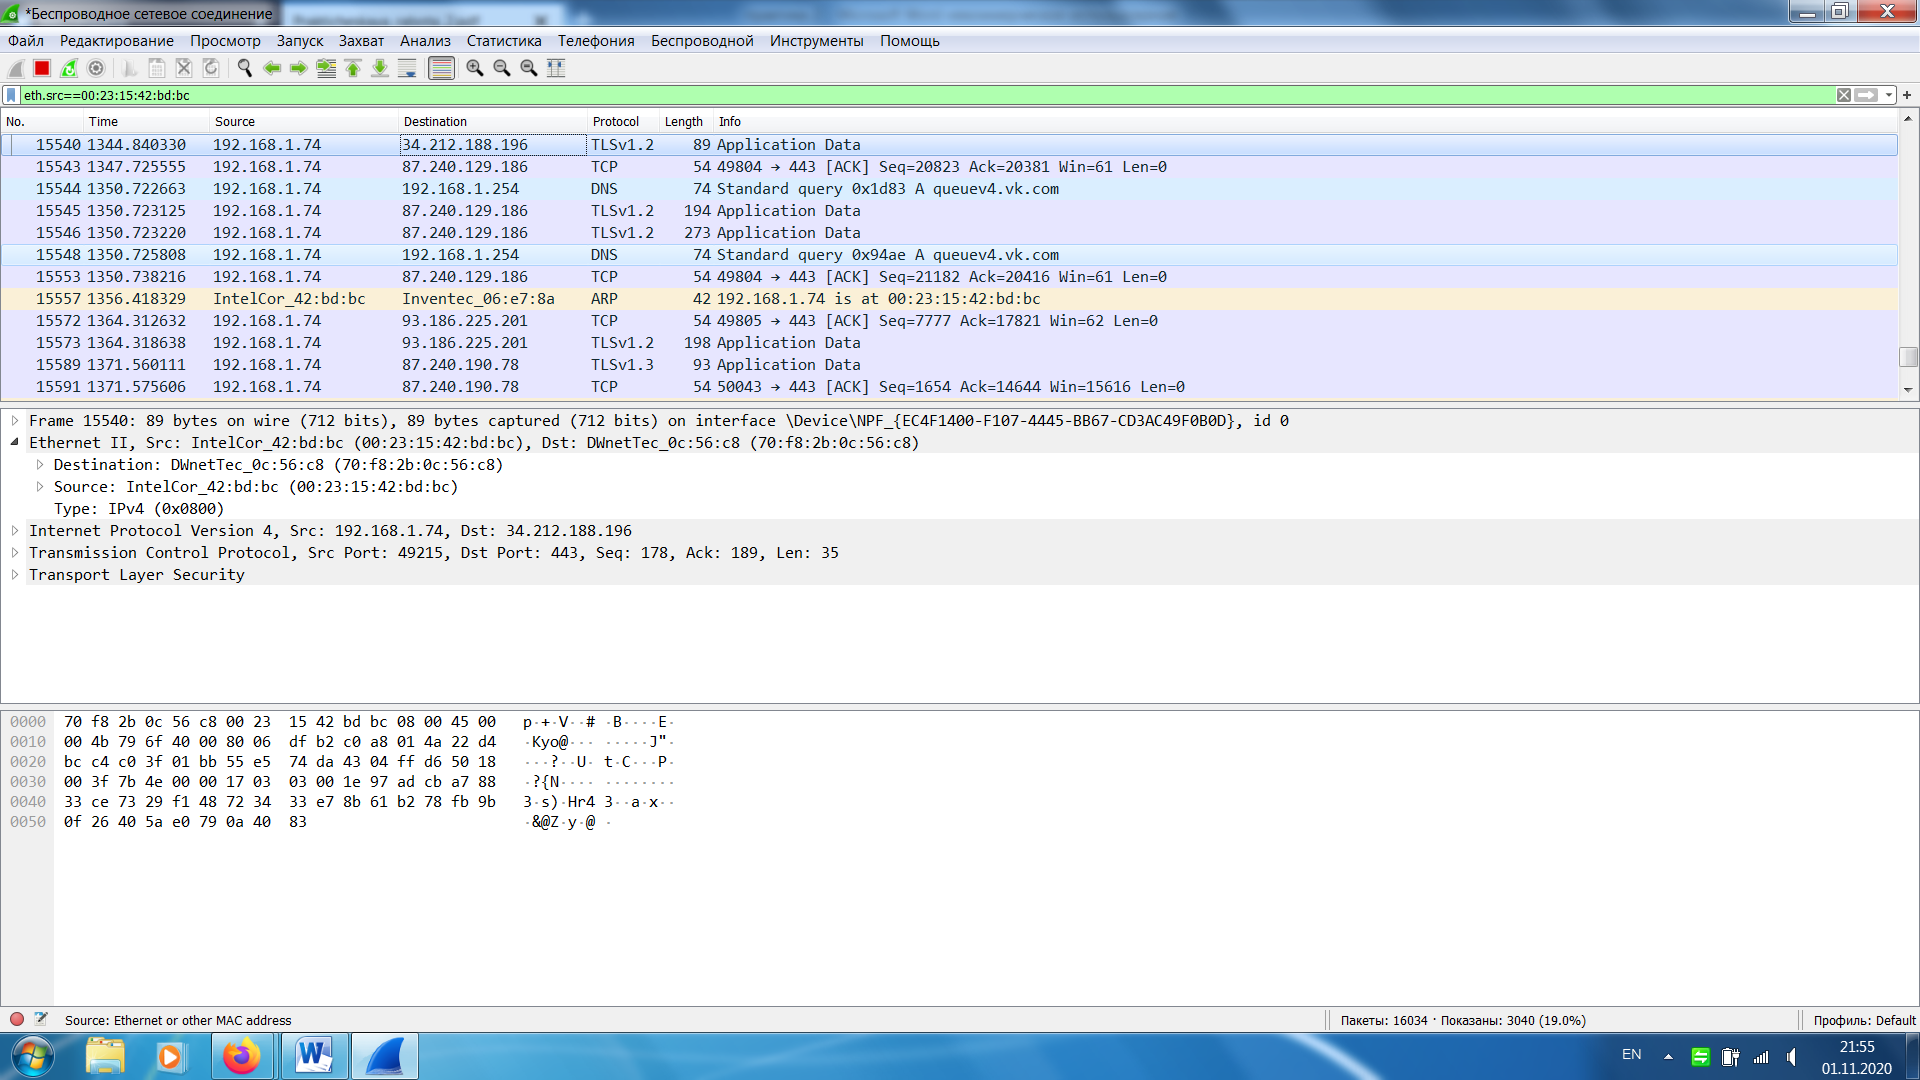 *Беспроводное сетевое соединение
Файл Редактирование Просмотр Запуск Захват Анализ Статистика Телефония Беспроводной Инструменты Помощь
eth.src==00:23:15:42:bd:bc
No. Time Source Destination Protocol Length Info
15540 1344.840330 192.168.1.74 34.212.188.196 TLSv1.2 89 Application Data
15543 1347.725555 192.168.1.74 87.240.129.186 TCP 54 49804 → 443 [ACK] Seq=20823 Ack=20381 Win=61 Len=0
15544 1350.722663 192.168.1.74 192.168.1.254 DNS 74 Standard query 0x1d83 A queuev4.vk.com
15545 1350.723125 192.168.1.74 87.240.129.186 TLSv1.2 194 Application Data
15546 1350.723220 192.168.1.74 87.240.129.186 TLSv1.2 273 Application Data
15548 1350.725808 192.168.1.74 192.168.1.254 DNS 74 Standard query 0x94ae A queuev4.vk.com
15553 1350.738216 192.168.1.74 87.240.129.186 TCP 54 49804 → 443 [ACK] Seq=21182 Ack=20416 Win=61 Len=0
15557 1356.418329 IntelCor_42:bd:bc Inventec_06:e7:8a ARP 42 192.168.1.74 is at 00:23:15:42:bd:bc
15572 1364.312632 192.168.1.74 93.186.225.201 TCP 54 49805 → 443 [ACK] Seq=7777 Ack=17821 Win=62 Len=0
15573 1364.318638 192.168.1.74 93.186.225.201 TLSv1.2 198 Application Data
15589 1371.560111 192.168.1.74 87.240.190.78 TLSv1.3 93 Application Data
15591 1371.575606 192.168.1.74 87.240.190.78 TCP 54 50043 → 443 [ACK] Seq=1654 Ack=14644 Win=15616 Len=0
Frame 15540: 89 bytes on wire (712 bits), 89 bytes captured (712 bits) on interface \Device\NPF_{EC4F1400-F107-4445-BB67-CD3AC49F0B0D}, id 0
Ethernet II, Src: IntelCor_42:bd:bc (00:23:15:42:bd:bc), Dst: DWnetTec_0c:56:c8 (70:f8:2b:0c:56:c8)
Destination: DWnetTec_0c:56:c8 (70:f8:2b:0c:56:c8)
Source: IntelCor_42:bd:bc (00:23:15:42:bd:bc)
Type: IPv4 (0x0800)
Internet Protocol Version 4, Src: 192.168.1.74, Dst: 34.212.188.196
Transmission Control Protocol, Src Port: 49215, Dst Port: 443, Seq: 178, Ack: 189, Len: 35
Transport Layer Security
0000 70 f8 2b 0c 56 c8 00 23 15 42 bd bc 08 00 45 00 p·+·V··# ·B····E·
0010 00 4b 79 6f 40 00 80 06 df b2 c0 a8 01 4a 22 d4 ·Kyo@··· ·····J"·
0020 bc c4 c0 3f 01 bb 55 e5 74 da 43 04 ff d6 50 18 ···?··U· t·C···P·
0030 00 3f 7b 4e 00 00 17 03 03 00 1e 97 ad cb a7 88 ·?{N···· ········
0040 33 ce 73 29 f1 48 72 34 33 e7 8b 61 b2 78 fb 9b 3·s)·Hr4 3··a·x··
0050 0f 26 40 5a e0 79 0a 40 83 ·&@Z·y·@ ·
Source: Ethernet or other MAC address
Пакеты: 16034 · Показаны: 3040 (19.0%)
Профиль: Default
EN
21:55
01.11.2020